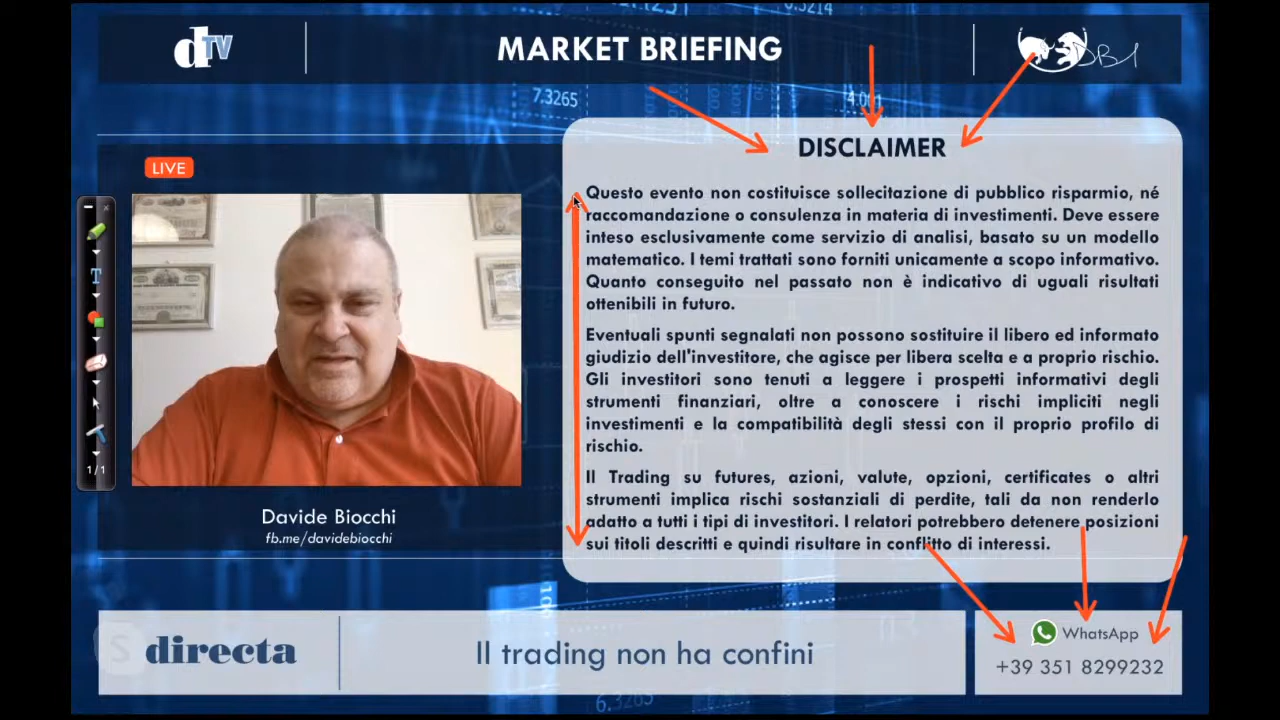 dTV
MARKET BRIEFING
DB1
7.3265
LIVE
DISCLAIMER
Questo evento non costituisce sollecitazione di pubblico risparmio, né
raccomandazione o consulenza in materia di investimenti. Deve essere
inteso esclusivamente come servizio di analisi, basato su un modello
matematico. I temi trattati sono forniti unicamente a scopo informativo.
Quanto conseguito nel passato non è indicativo di uguali risultati
ottenibili in futuro.
Eventuali spunti segnalati non possono sostituire il libero ed informato
giudizio dell'investitore, che agisce per libera scelta e a proprio rischio.
Gli investitori sono tenuti a leggere i prospetti informativi degli
strumenti finanziari, oltre a conoscere i rischi impliciti negli
investimenti e la compatibilità degli stessi con il proprio profilo di
rischio.
Il Trading su futures, azioni, valute, opzioni, certificates o altri
strumenti implica rischi sostanziali di perdite, tali da non renderlo
adatto a tutti i tipi di investitori. I relatori potrebbero detenere posizioni
sui titoli descritti e quindi risultare in conflitto di interessi.
T
1/1
Davide Biocchi
fb.me/davidebiocchi
S directa
Il trading non ha confini
WhatsApp
+39 351 8299232